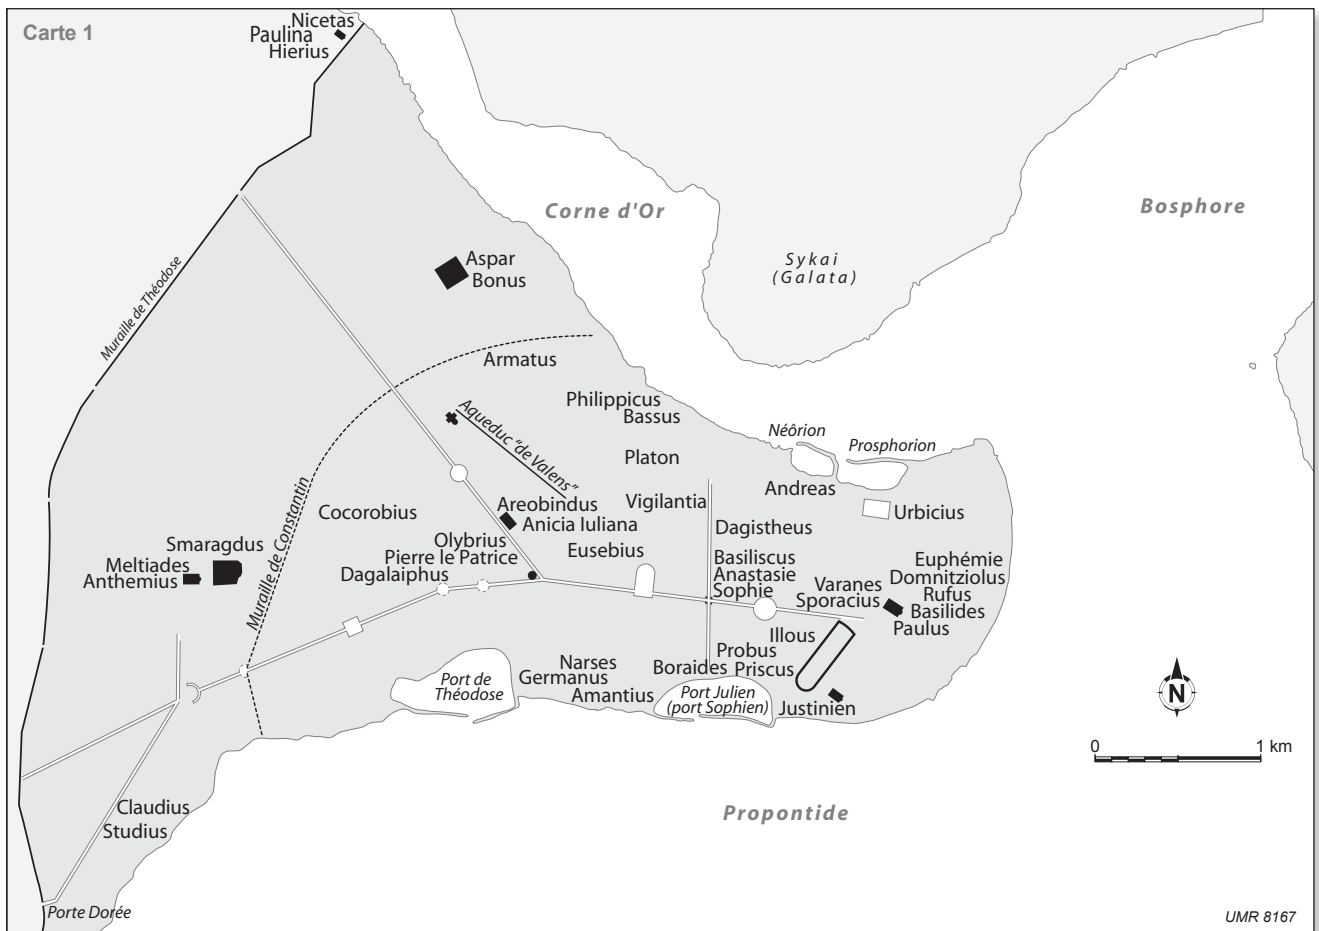 Carte 1
Nicetas
Paulina
Hierius
Corne d'Or
Bosphore
Sykai
(Galata)
Muraille de Théodose
Aspar
Bonus
Armatus
Philippicus
Bassus
Aqueduc "de Valens"
Néôrion
Prosphorion
Platon
Andreas
Muraille de Constantin
Cocorobius
Areobindus
Anicia Iuliana
Vigilantia
Urbicius
Dagistheus
Olybrius
Pierre le Patrice
Dagalaiphus
Eusebius
Smaragdus
Meltiades
Anthemius
Basiliscus
Anastasie
Sophie
Varanes
Sporacius
Euphémie
Domnitziolus
Rufus
Basilides
Paulus
Illous
Probus
Priscus
Boraides
Narses
Germanus
Amantius
Port de
Théodose
Port Julien
(port Sophien)
Justinien
N
0
1 km
Claudius
Studius
Propontide
Porte Dorée
UMR 8167